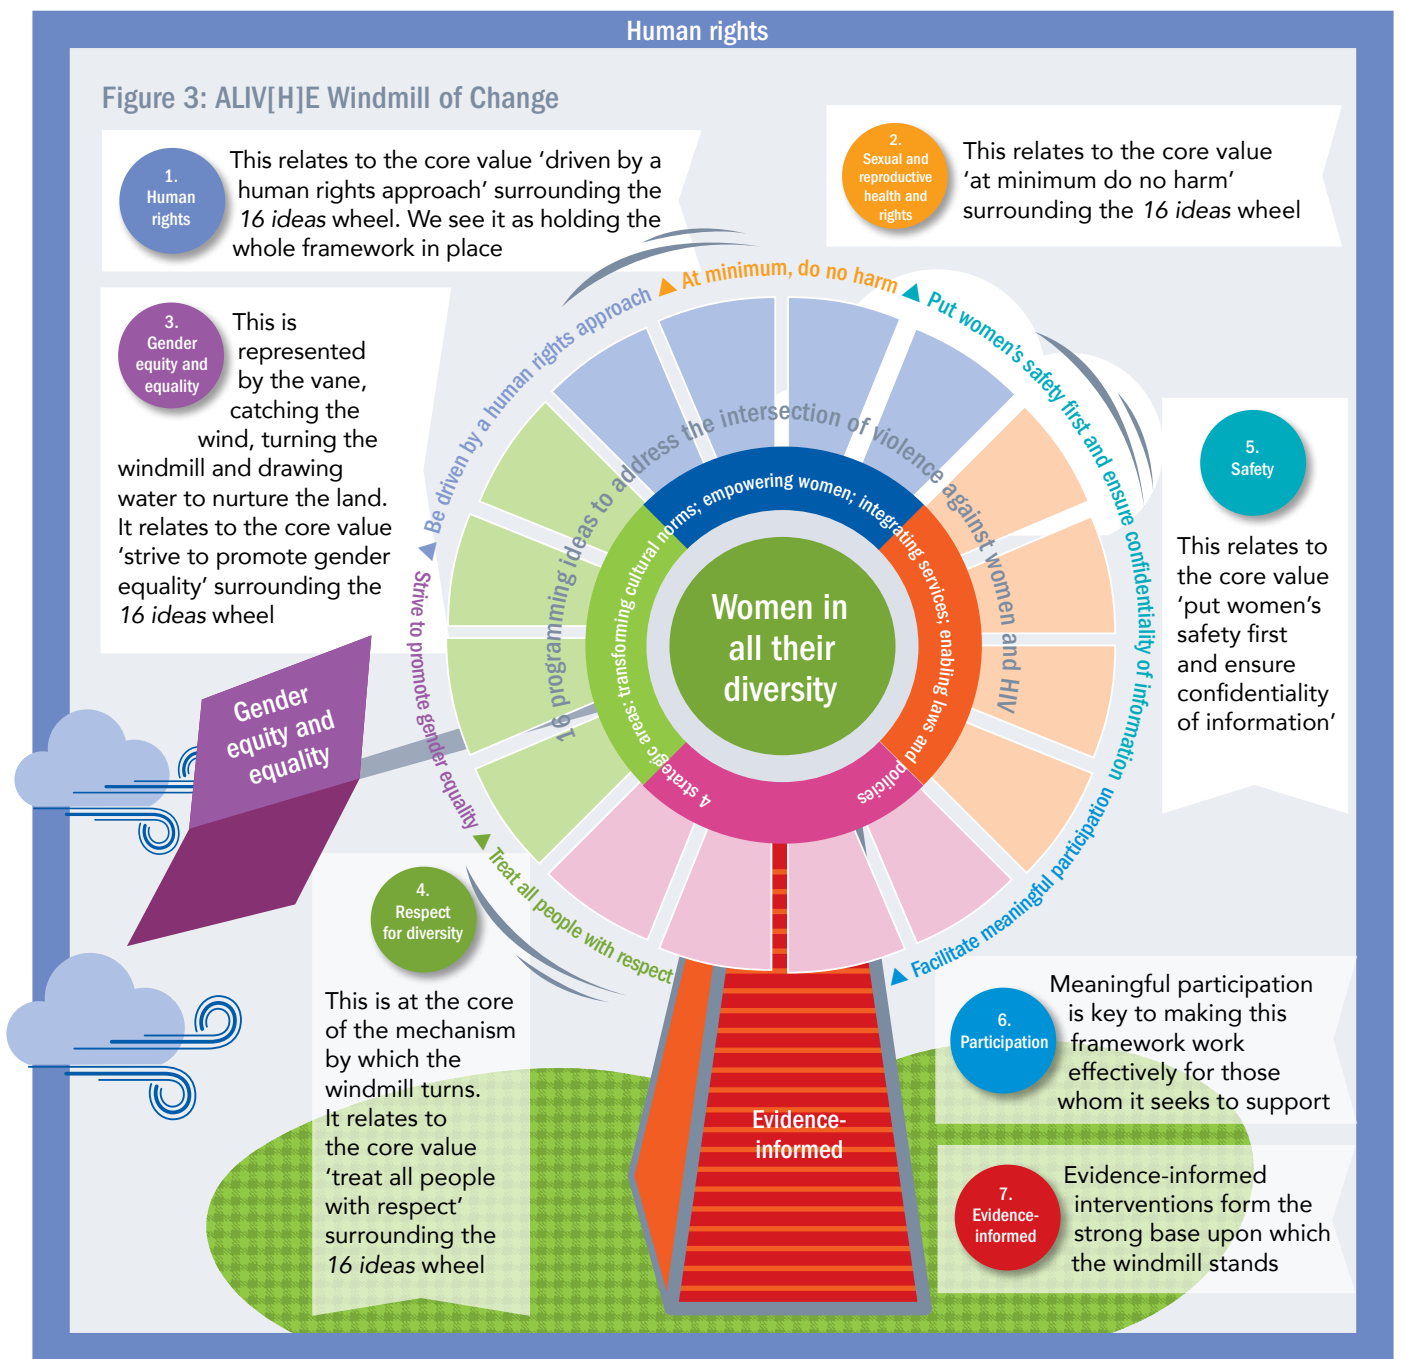 Human rights
Figure 3: ALIV[H]E Windmill of Change
1.
Human
rights
This relates to the core value ‘driven by a
human rights approach’ surrounding the
16 ideas wheel. We see it as holding the
whole framework in place
2.
Sexual and
reproductive
health and
rights
This relates to the core value
‘at minimum do no harm’
surrounding the 16 ideas wheel
3.
Gender
equity and
equality
This is
represented
by the vane,
catching the
wind, turning the
windmill and drawing
water to nurture the land.
It relates to the core value
‘strive to promote gender
equality’ surrounding the
16 ideas wheel
Be driven by a human rights approach
At minimum, do no harm
Put women’s safety first and ensure confidentiality of information
Facilitate meaningful participation
Treat all people with respect
Strive to promote gender equality
16 programming ideas to address the intersection of violence against women and HIV
4 strategic areas: transforming cultural norms; empowering women; integrating services; enabling laws and policies
Women in
all their
diversity
5.
Safety
This relates to
the core value
‘put women’s
safety first
and ensure
confidentiality
of information’
Gender
equity and
equality
4.
Respect
for diversity
This is at the core
of the mechanism
by which the
windmill turns.
It relates to
the core value
‘treat all people
with respect’
surrounding the
16 ideas wheel
Evidence-
informed
6.
Participation
Meaningful participation
is key to making this
framework work
effectively for those
whom it seeks to support
7.
Evidence-
informed
Evidence-informed
interventions form the
strong base upon which
the windmill stands